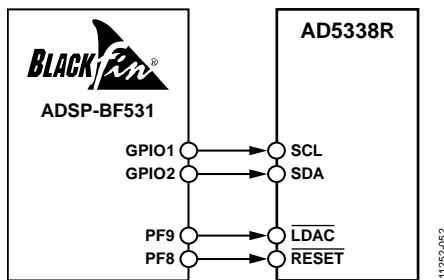 AD5338R
BLACKfin®
ADSP-BF531
GPIO1 SCL
GPIO2 SDA
PF9 LDAC
PF8 RESET
11252-052